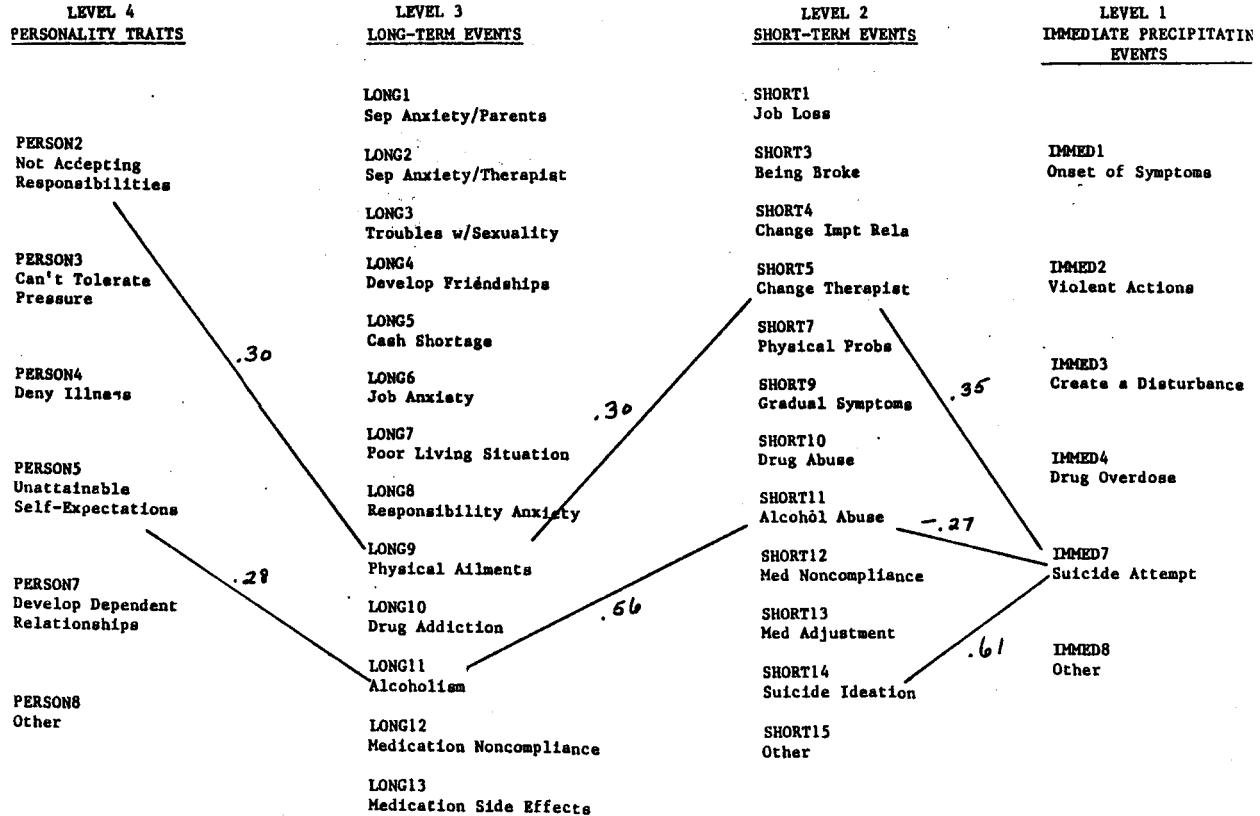 LEVEL 4
PERSONALITY TRAITS
PERSON2
Not Accepting
Responsibilities
PERSON3
Can't Tolerate
Pressure
PERSON4
Deny Illness
PERSON5
Unattainable
Self-Expectations
PERSON7
Develop Dependent
Relationships
PERSON8
Other
.30
.28
LEVEL 3
LONG-TERM EVENTS
LONG1
Sep Anxiety/Parents
LONG2
Sep Anxiety/Therapist
LONG3
Troubles w/Sexuality
LONG4
Develop Friendships
LONG5
Cash Shortage
LONG6
Job Anxiety
LONG7
Poor Living Situation
LONG8
Responsibility Anxiety
LONG9
Physical Ailments
LONG10
Drug Addiction
LONG11
Alcoholism
LONG12
Medication Noncompliance
LONG13
Medication Side Effects
.30
.56
LEVEL 2
SHORT-TERM EVENTS
SHORT1
Job Loss
SHORT3
Being Broke
SHORT4
Change Impt Rela
SHORT5
Change Therapist
SHORT7
Physical Probs
SHORT9
Gradual Symptoms
SHORT10
Drug Abuse
SHORT11
Alcohol Abuse
SHORT12
Med Noncompliance
SHORT13
Med Adjustment
SHORT14
Suicide Ideation
SHORT15
Other
.35
-.27
.61
LEVEL 1
IMMEDIATE PRECIPITATIN
EVENTS
IMMED1
Onset of Symptoms
IMMED2
Violent Actions
IMMED3
Create a Disturbance
IMMED4
Drug Overdose
IMMED7
Suicide Attempt
IMMED8
Other